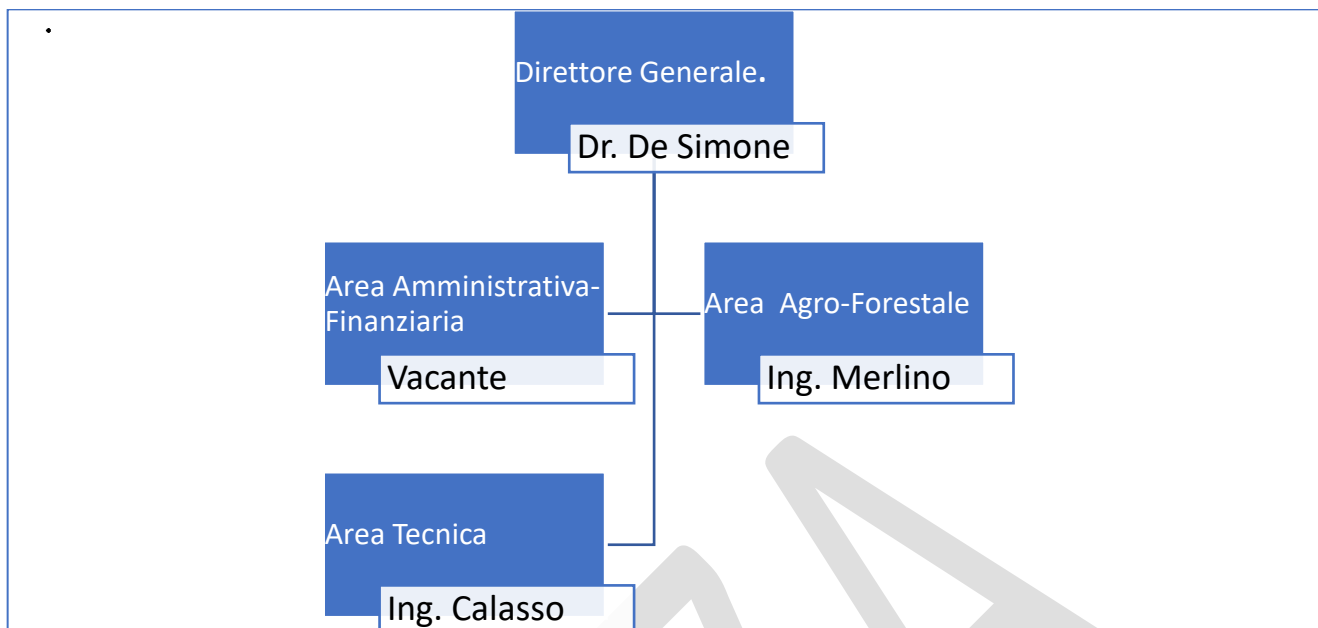 Direttore Generale.
Dr. De Simone
Area Amministrativa-
Finanziaria
Vacante
Area Agro-Forestale
Ing. Merlino
Area Tecnica
Ing. Calasso